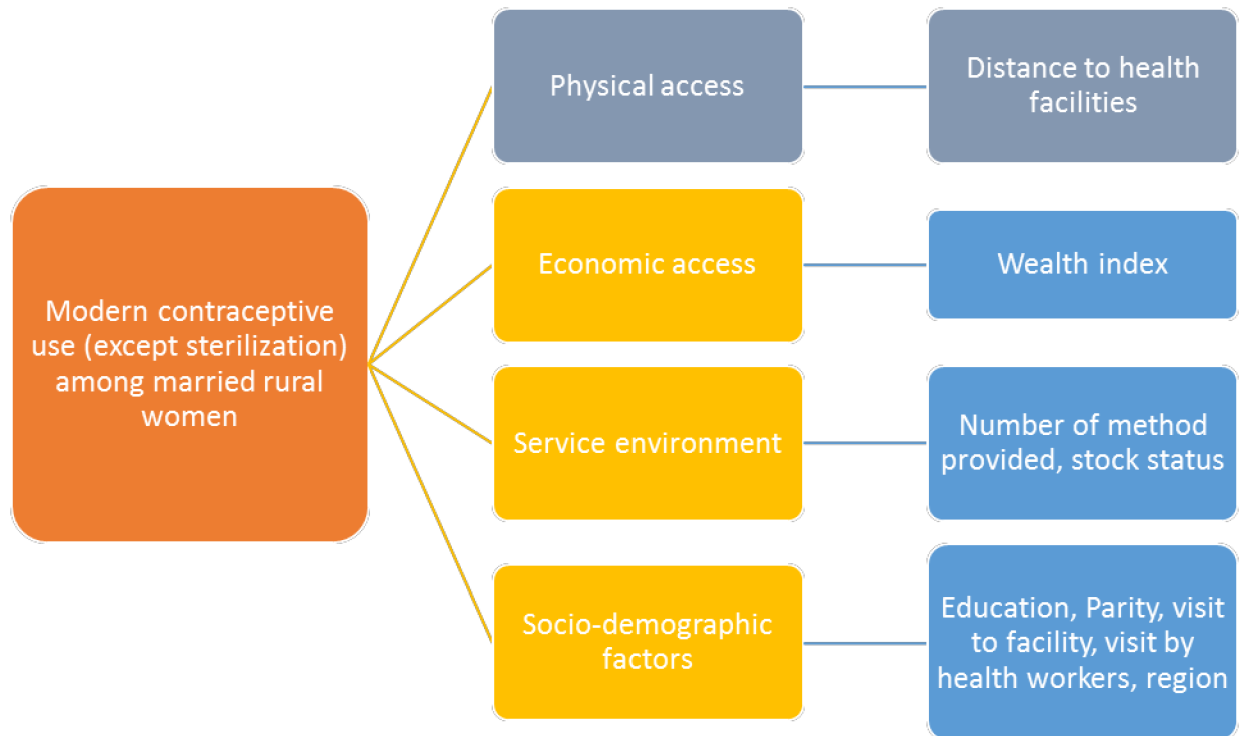 Physical access
Distance to health
facilities
Modern contraceptive
use (except sterilization)
among married rural
women
Economic access
Wealth index
Service environment
Number of method
provided, stock status
Socio-demographic
factors
Education, Parity, visit
to facility, visit by
health workers, region